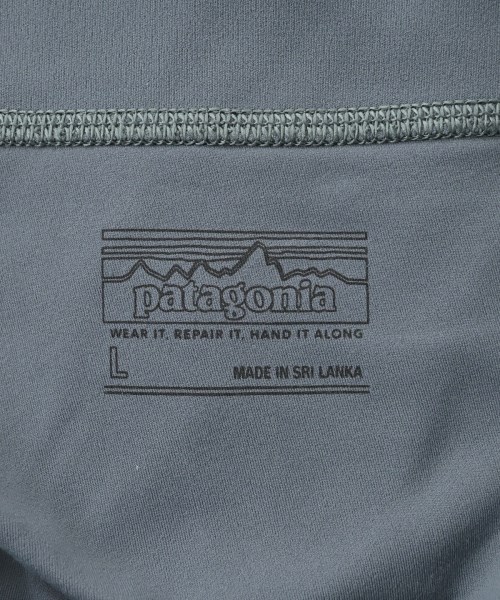 patagonia
WEAR IT, REPAIR IT, HAND IT ALONG
L
MADE IN SRI LANKA